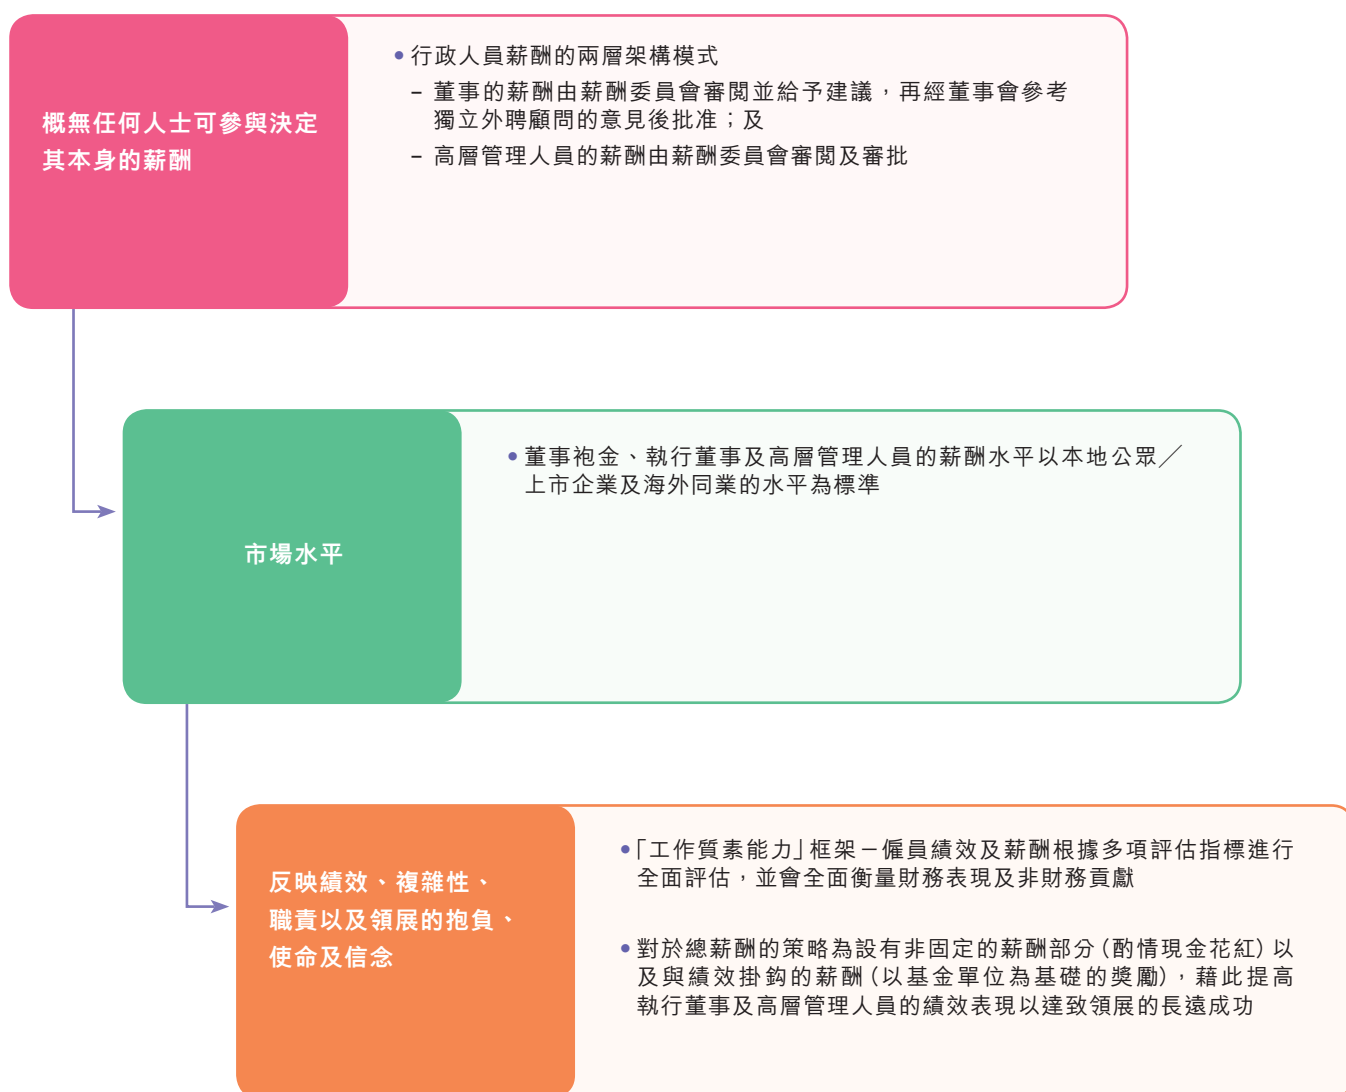 概無任何人士可參與決定
其本身的薪酬
• 行政人員薪酬的兩層架構模式
– 董事的薪酬由薪酬委員會審閱並給予建議，再經董事會參考
獨立外聘顧問的意見後批准；及
– 高層管理人員的薪酬由薪酬委員會審閱及審批
市場水平
• 董事袍金、執行董事及高層管理人員的薪酬水平以本地公眾╱
上市企業及海外同業的水平為標準
反映績效、複雜性、
職責以及領展的抱負、
使命及信念
•「工作質素能力」框架－僱員績效及薪酬根據多項評估指標進行
全面評估，並會全面衡量財務表現及非財務貢獻
• 對於總薪酬的策略為設有非固定的薪酬部分（酌情現金花紅）以
及與績效掛鈎的薪酬（以基金單位為基礎的獎勵），藉此提高
執行董事及高層管理人員的績效表現以達致領展的長遠成功